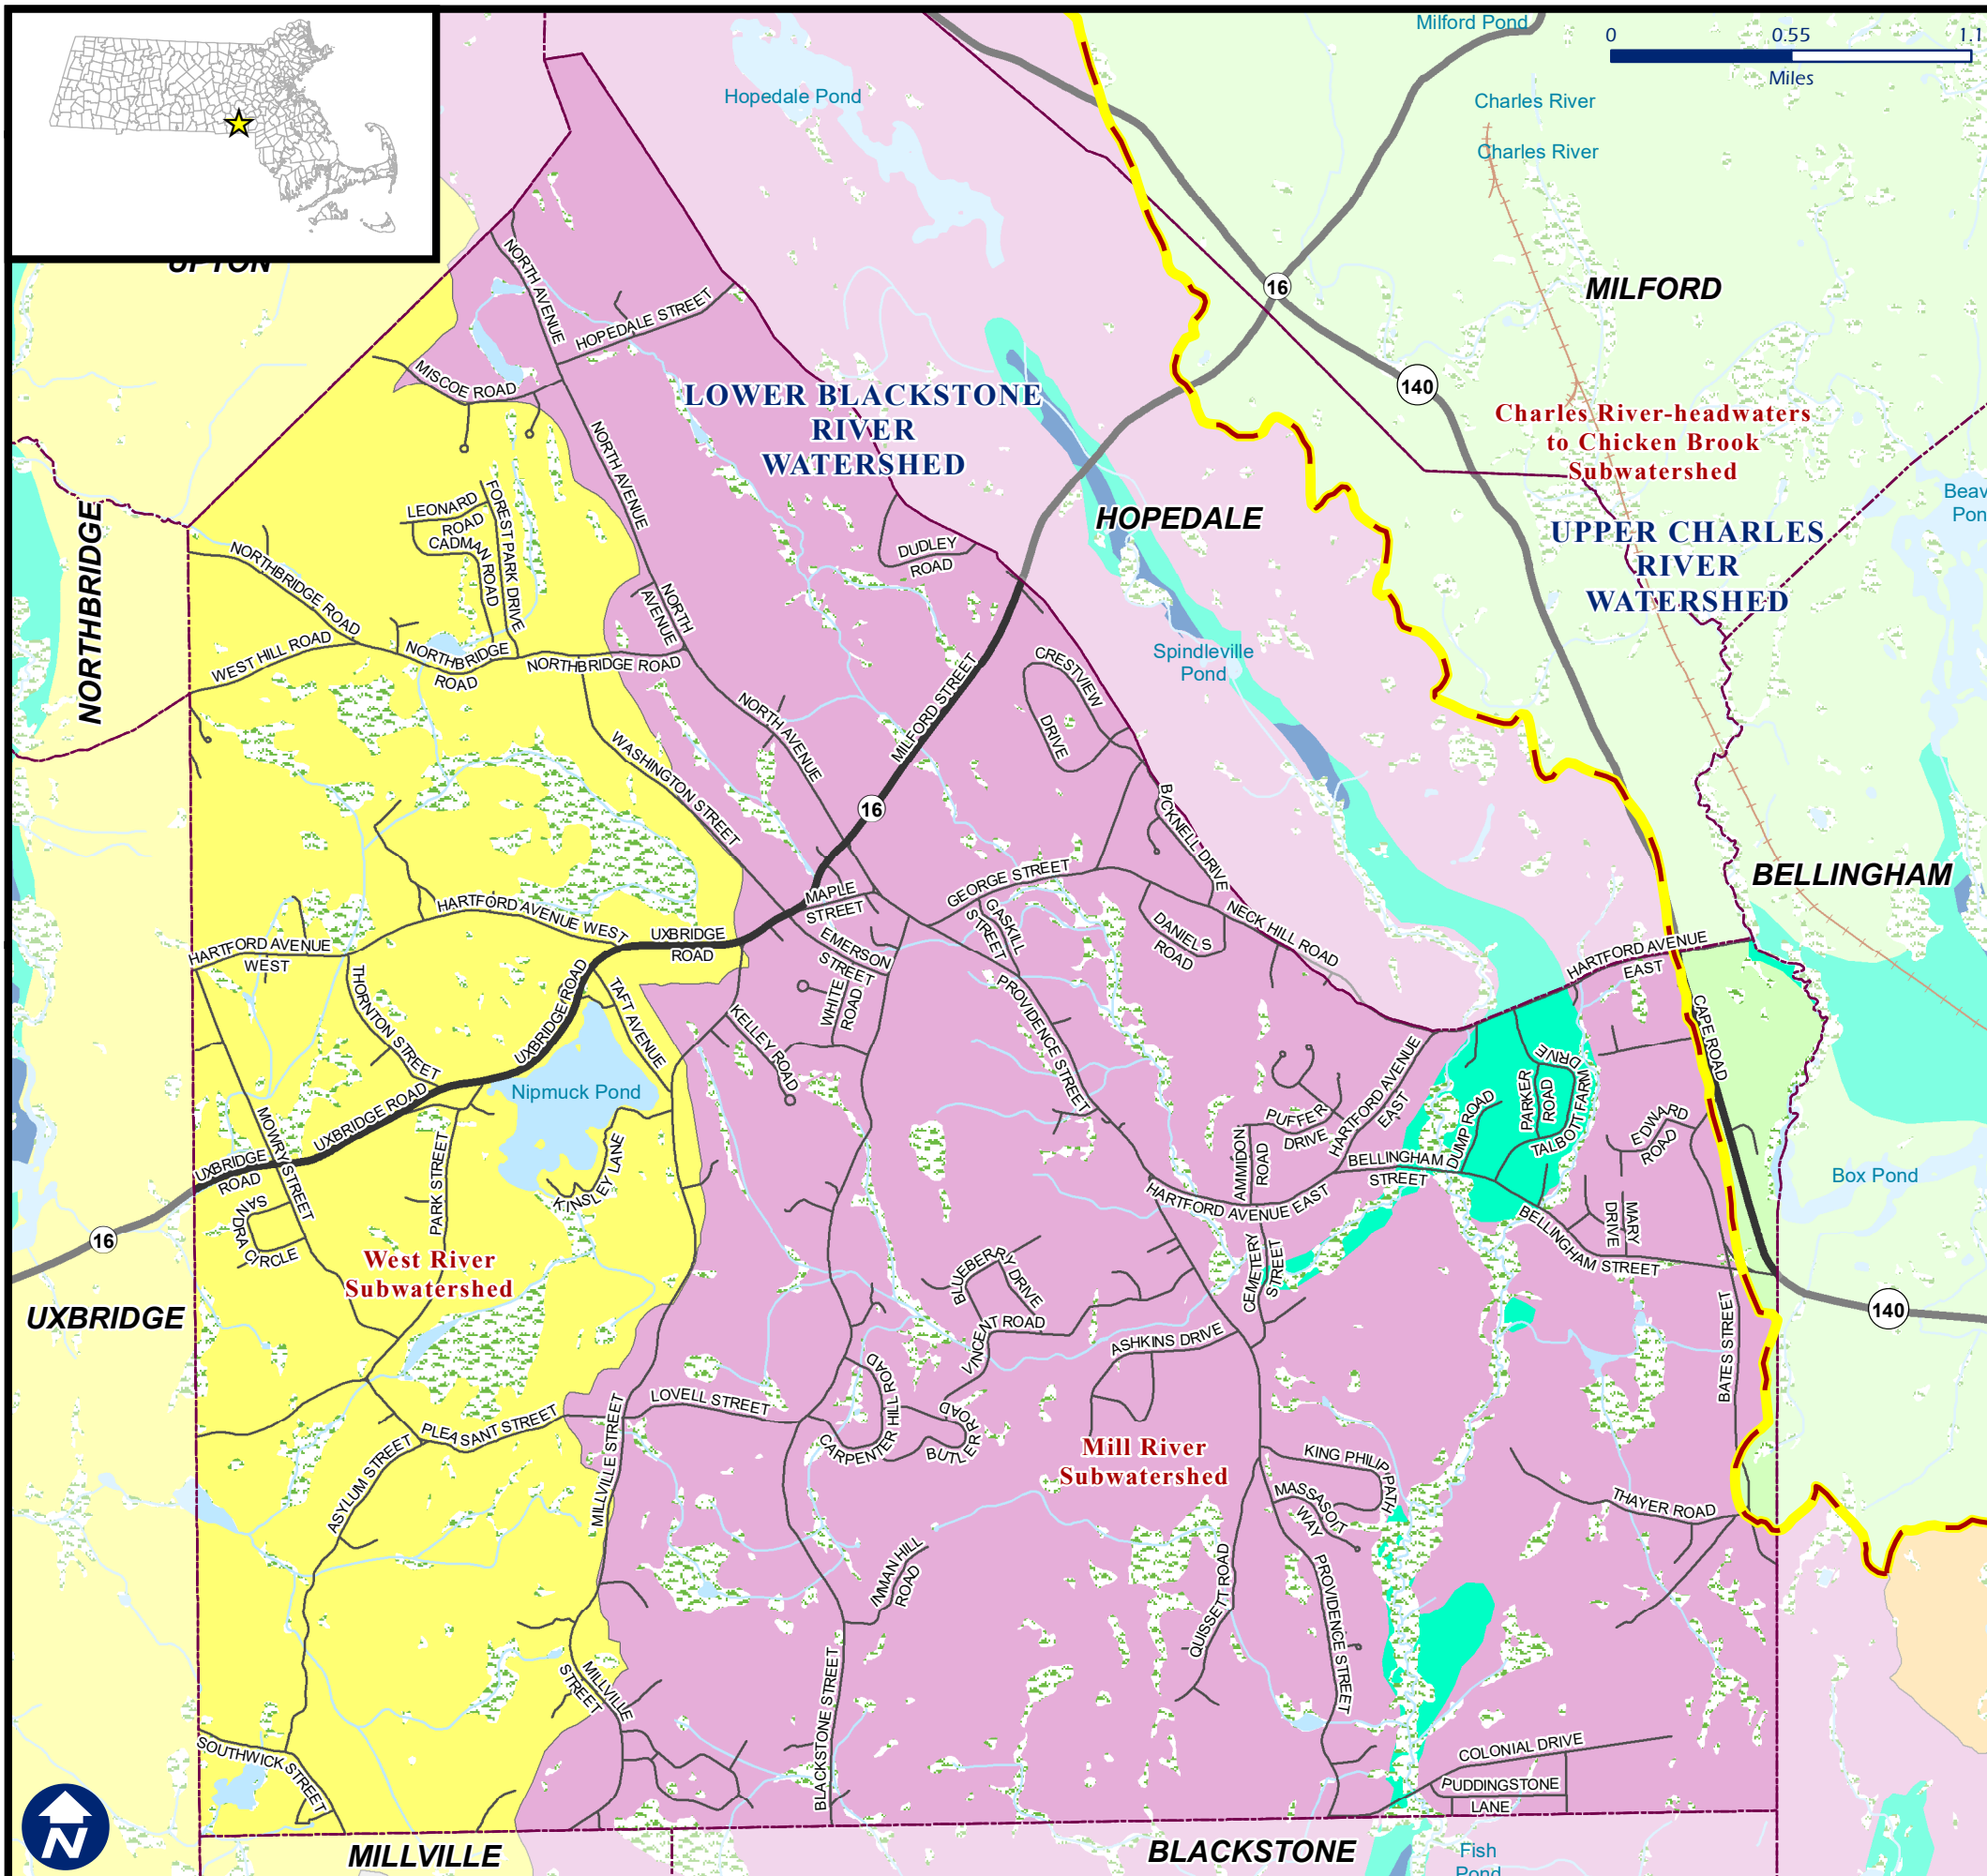 Milford Pond
0
0.55
1.1
Miles
Hopedale Pond
Charles River
Charles River
UPTON
MILFORD
16
140
NORTH AVENUE
HOPEDALE STREET
MISCOE ROAD
LOWER BLACKSTONE
RIVER
WATERSHED
Charles River-headwaters
to Chicken Brook
Subwatershed
NORTH AVENUE
HOPEDALE
UPPER CHARLES
RIVER
WATERSHED
NORTHBRIDGE
LEONARD
ROAD
CADMAN ROAD
FOREST PARK DRIVE
NORTHBRIDGE ROAD
WEST HILL ROAD
NORTHBRIDGE
ROAD
NORTHBRIDGE ROAD
NORTH
AVENUE
DUDLEY
ROAD
Spindleville
Pond
CRESTVIEW
DRIVE
MILFORD STREET
NORTH AVENUE
WASHINGTON STREET
16
BICKNELL DRIVE
BELLINGHAM
GEORGE STREET
MAPLE
STREET
HARTFORD AVENUE WEST
UXBRIDGE
ROAD
EMERSON
STREET
GASKILL
STREET
DANIELS
ROAD
NECK HILL ROAD
HARTFORD AVENUE
EAST
HARTFORD AVENUE
WEST
THORNTON STREET
UXBRIDGE ROAD
TAFT AVENUE
WHITE
ROAD
KELLEY ROAD
PROVIDENCE STREET
CAPE ROAD
Nipmuck Pond
MOWRY STREET
UXBRIDGE ROAD
UXBRIDGE
ROAD
PARK STREET
KINSLEY LANE
PUFFER
DRIVE
HARTFORD AVENUE
EAST
AMMIDON
ROAD
BELLINGHAM
STREET
DUMP ROAD
PARKER
ROAD
TALBOTT FARM
DRIVE
EDWARD
ROAD
Box Pond
SANDRA CIRCLE
HARTFORD AVENUE EAST
MARY
DRIVE
BELLINGHAM STREET
16
West River
Subwatershed
UXBRIDGE
CEMETERY
STREET
BLUEBERRY DRIVE
VINCENT ROAD
ASHKINS DRIVE
BATES STREET
140
LOVELL STREET
CARPENTER HILL ROAD
BUTLER
ROAD
PLEASANT STREET
ASYLUM STREET
MILLVILLE STREET
Mill River
Subwatershed
KING PHILIP PATH
MASSASOIT
WAY
THAYER ROAD
INMAN HILL
ROAD
QUISSETT ROAD
PROVIDENCE STREET
MILLVILLE
STREET
BLACKSTONE STREET
SOUTHWICK STREET
COLONIAL DRIVE
PUDDINGSTONE
LANE
N
MILLVILLE
BLACKSTONE
Fish